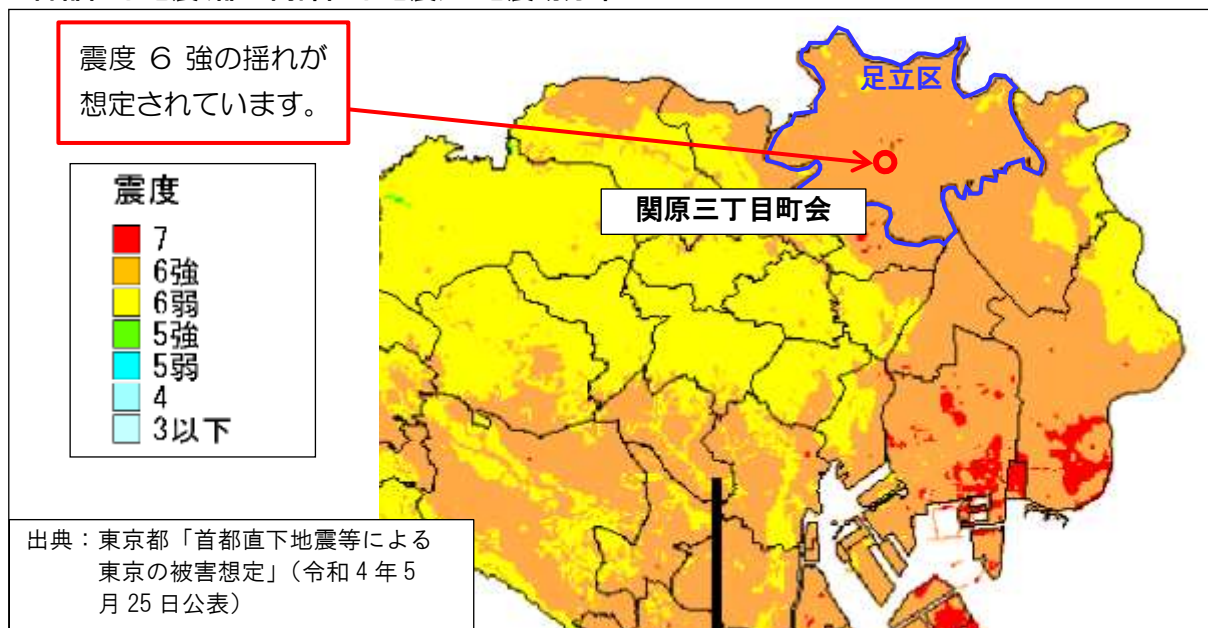 震度 6 強の揺れが
想定されています。
足立区
関原三丁目町会
震度
7
6強
6弱
5強
5弱
4
3以下
出典：東京都「首都直下地震等による
東京の被害想定」（令和 4 年 5
月 25 日公表）